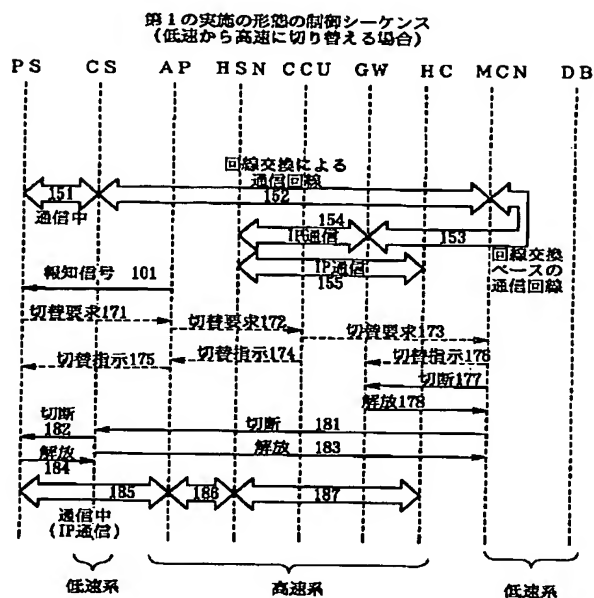 第1の実施の形態の制御シーケンス
(低速から高速に切り替える場合)
PS CS AP HSN CCU GW HC MCN DB
回線交換による
通信回線
151
152
通信中
154
IP通信
153
IP通信
155
回線交換
ベースの
通信回線
報知信号 101
切替要求171
切替要求172
切替要求173
切替指示175
切替指示174
切替指示176
切断177
解放178
切断
182
切断 181
解放
184
解放 183
185
186
187
通信中
(IP通信)
低速系
高速系
低速系